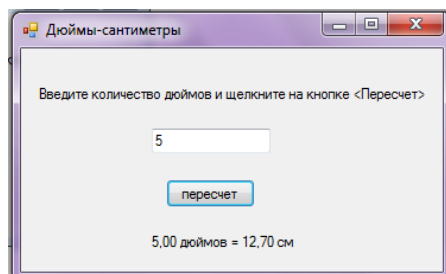 Дюймы-сантиметры
Введите количество дюймов и щелкните на кнопке <Пересчет>
5
пересчет
5,00 дюймов = 12,70 см